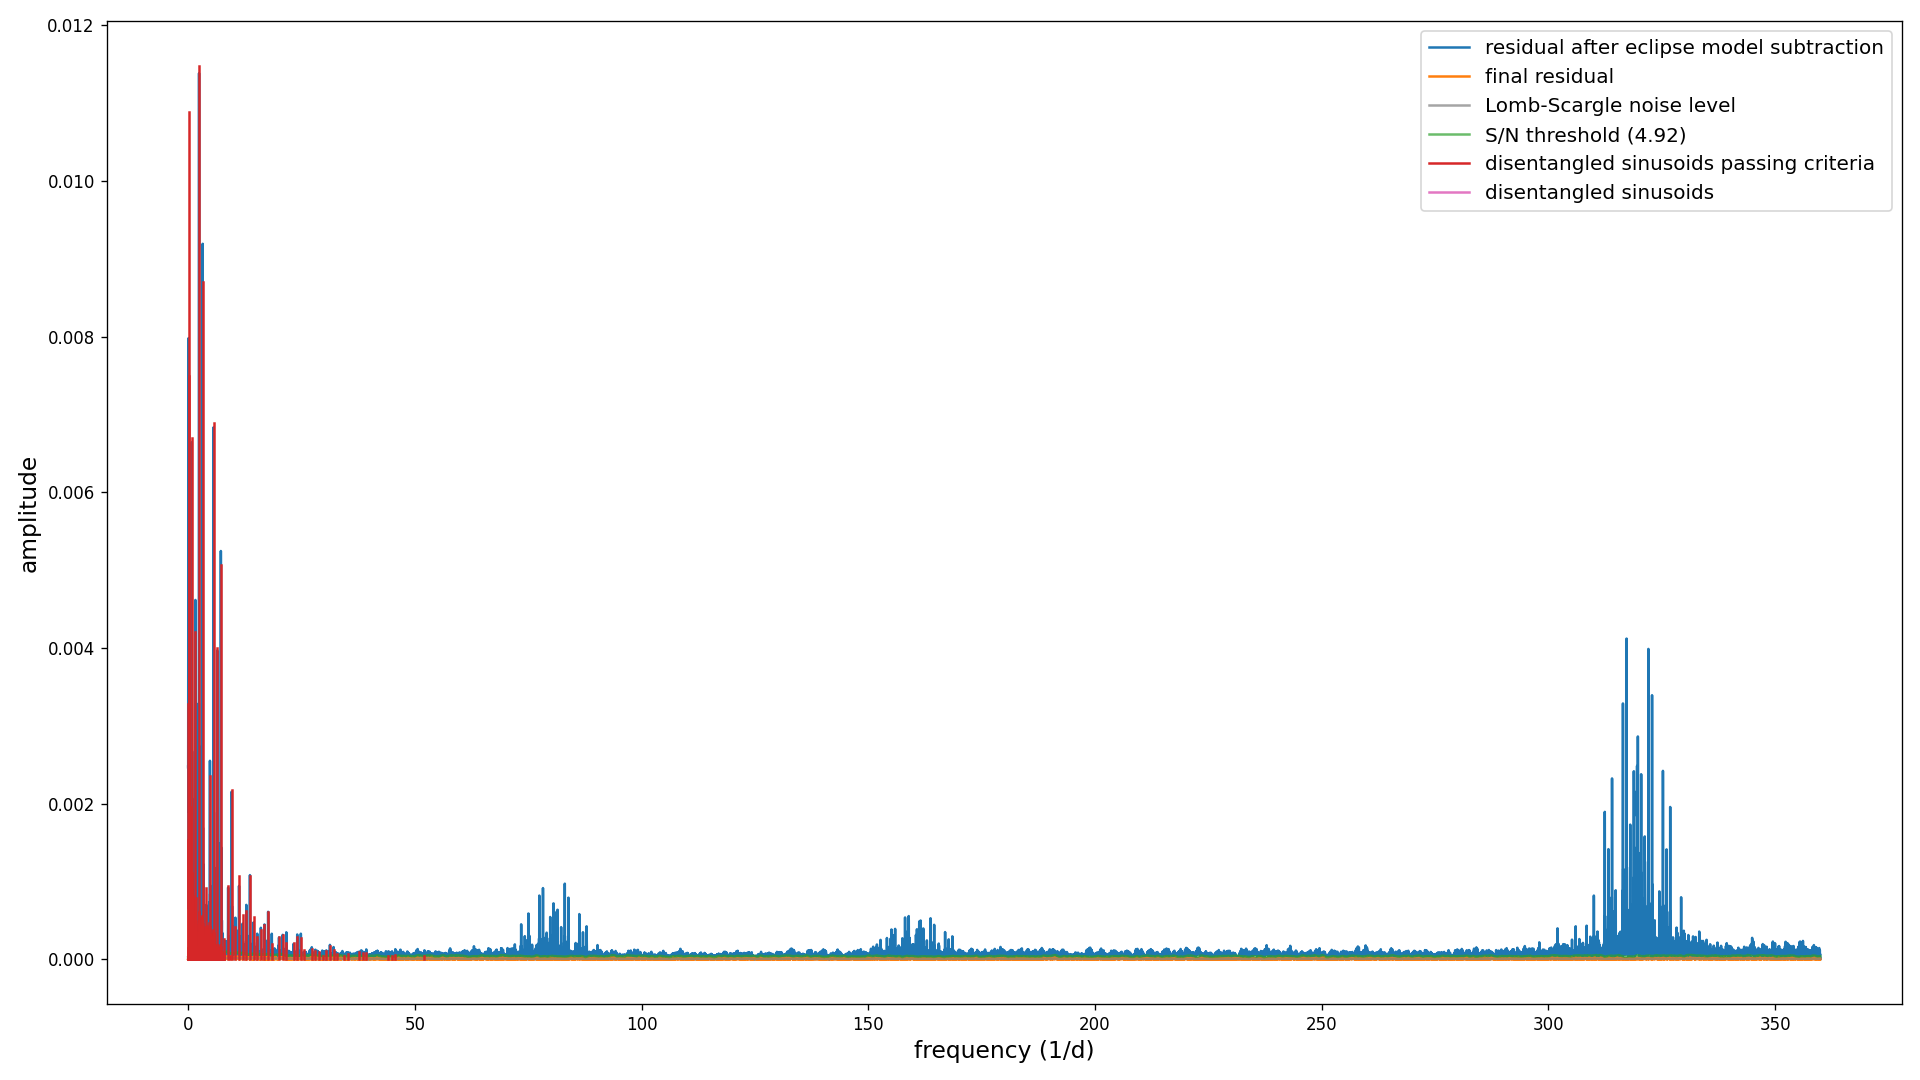 0.012
0.010
0.008
0.006
0.004
0.002
0.000
amplitude
0
50
100
150
200
250
300
350
frequency (1/d)
residual after eclipse model subtraction
final residual
Lomb-Scargle noise level
S/N threshold (4.92)
disentangled sinusoids passing criteria
disentangled sinusoids